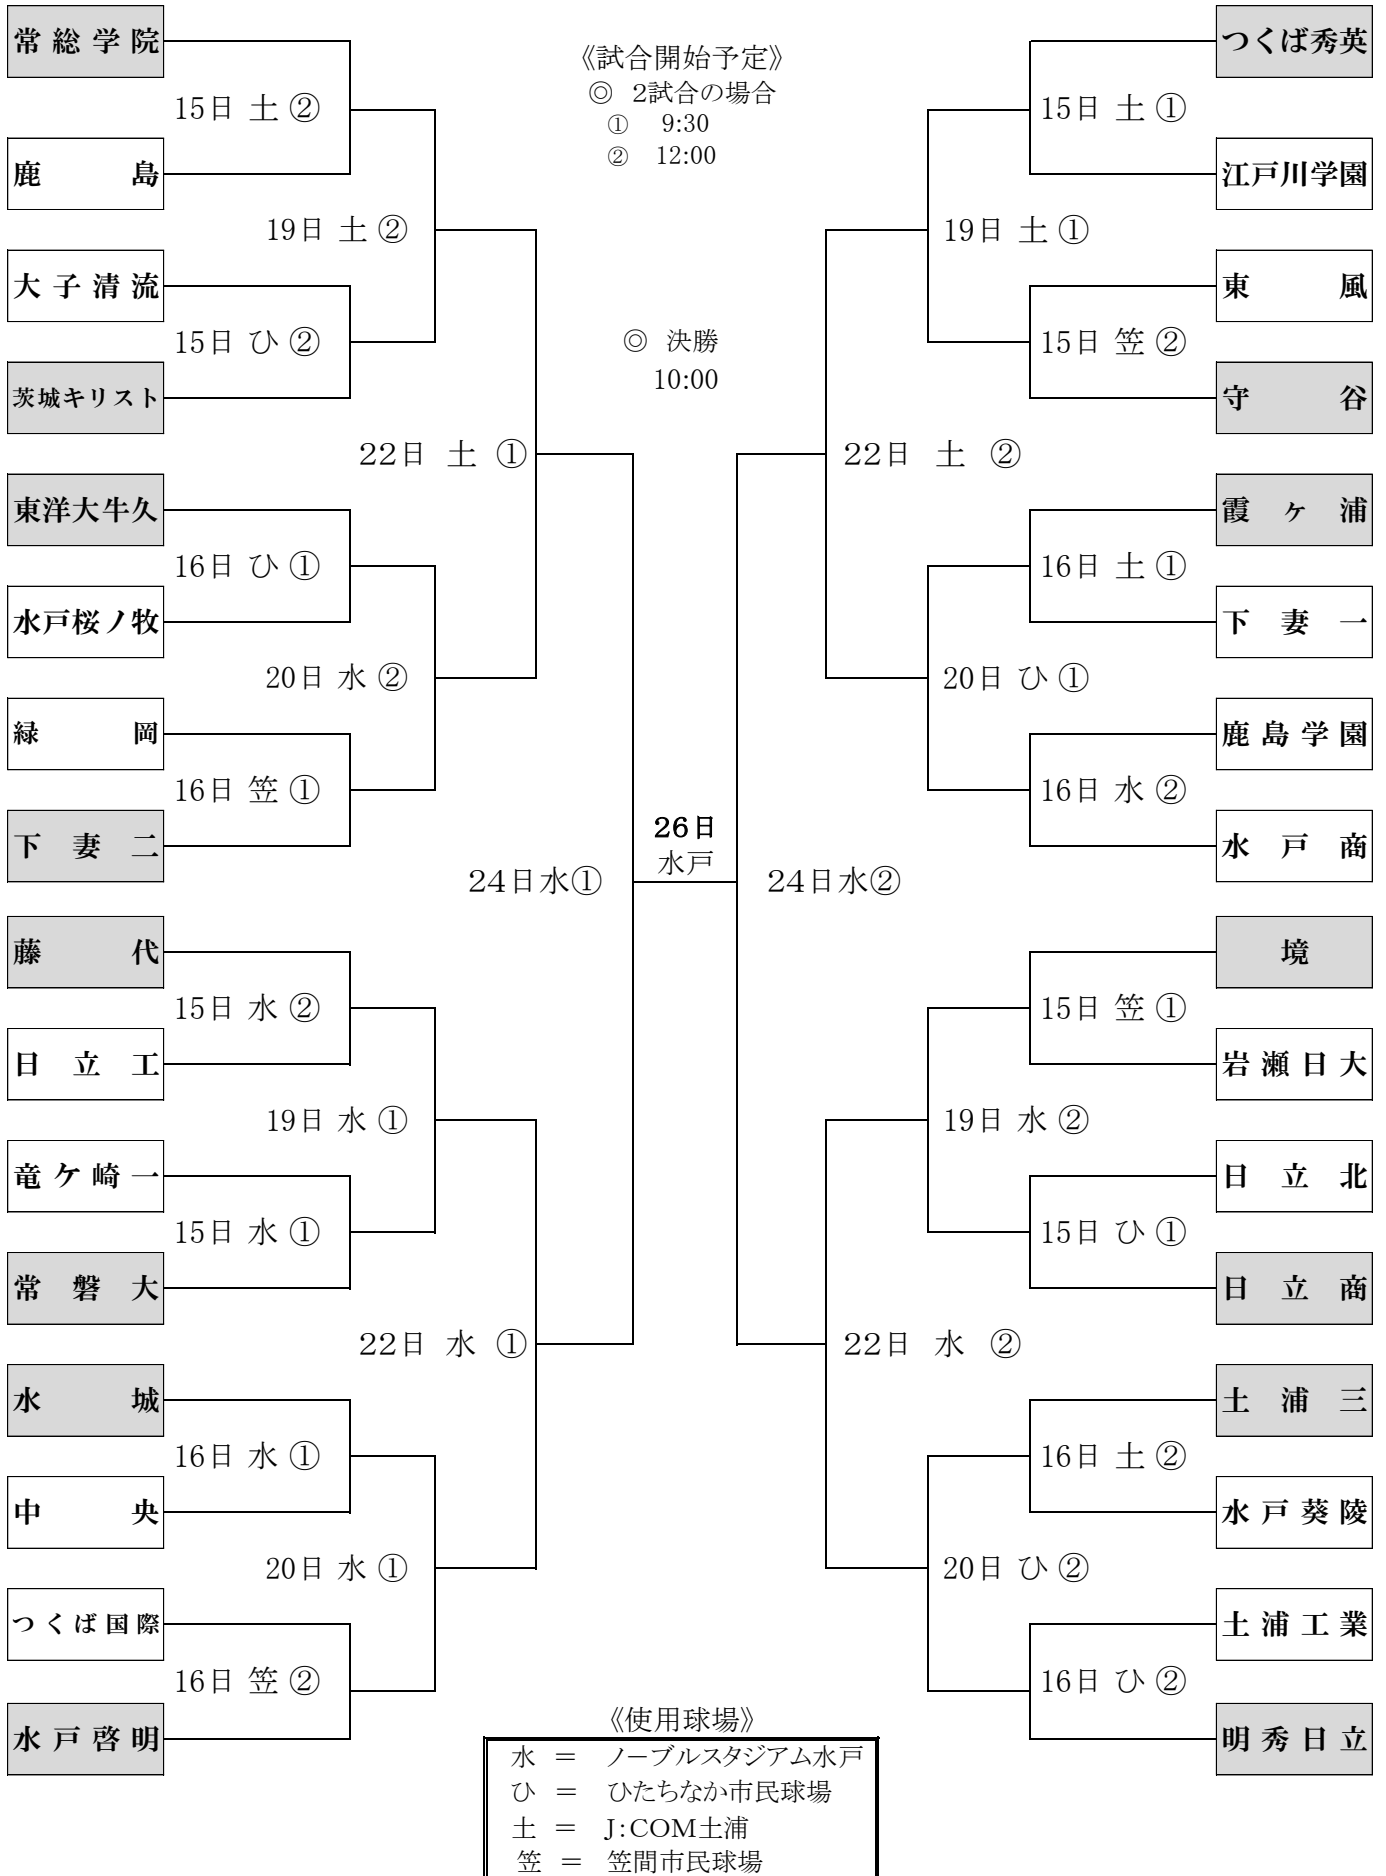 常総学院
15日 土 ②
鹿島
19日 土 ②
大子清流
15日 ひ ②
茨城キリスト
22日 土 ①
東洋大牛久
16日 ひ ①
水戸桜ノ牧
20日 水 ②
緑岡
16日 笠 ①
下妻二
24日水①
藤代
15日 水 ②
日立工
19日 水 ①
竜ケ崎一
15日 水 ①
常磐大
22日 水 ①
水城
16日 水 ①
中央
20日 水 ①
つくば国際
16日 笠 ②
水戸啓明
《試合開始予定》
◎ 2試合の場合
① 9:30
② 12:00
◎ 決勝
10:00
26日
水戸
つくば秀英
15日 土 ①
江戸川学園
19日 土 ①
東風
15日 笠 ②
守谷
22日 土 ②
霞ヶ浦
16日 土 ①
下妻一
20日 ひ ①
鹿島学園
16日 水 ②
水戸商
24日水②
境
15日 笠 ①
岩瀬日大
19日 水 ②
日立北
15日 ひ ①
日立商
22日 水 ②
土浦三
16日 土 ②
水戸葵陵
20日 ひ ②
土浦工業
16日 ひ ②
明秀日立
《使用球場》
水 = ノーブルスタジアム水戸
ひ = ひたちなか市民球場
土 = J:COM土浦
笠 = 笠間市民球場